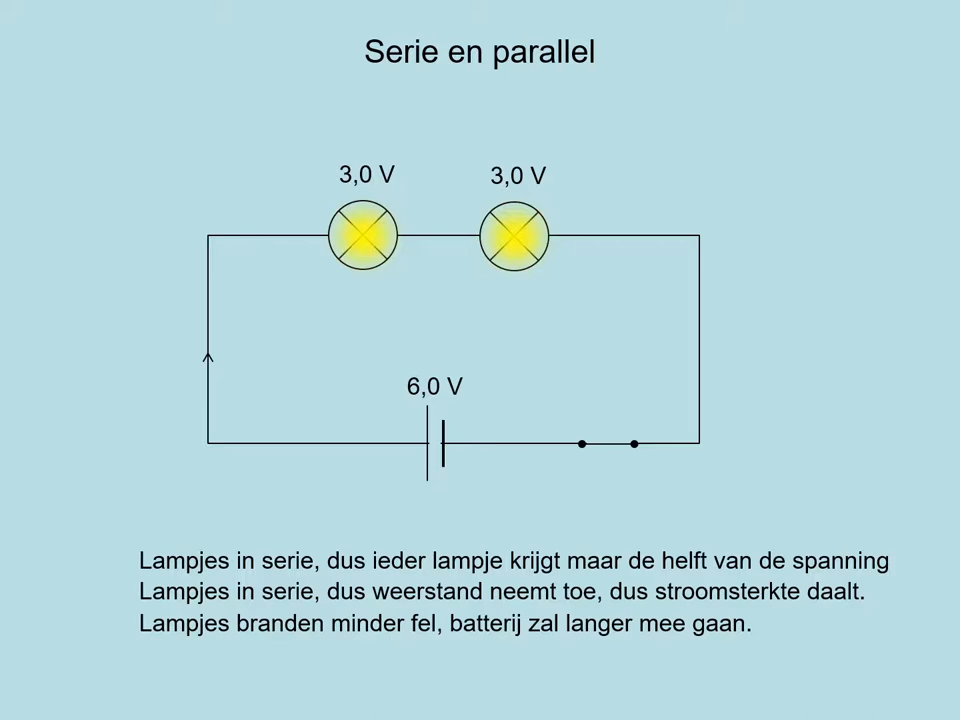 Serie en parallel
3,0 V
3,0 V
6,0 V
Lampjes in serie, dus ieder lampje krijgt maar de helft van de spanning
Lampjes in serie, dus weerstand neemt toe, dus stroomsterkte daalt.
Lampjes branden minder fel, batterij zal langer mee gaan.